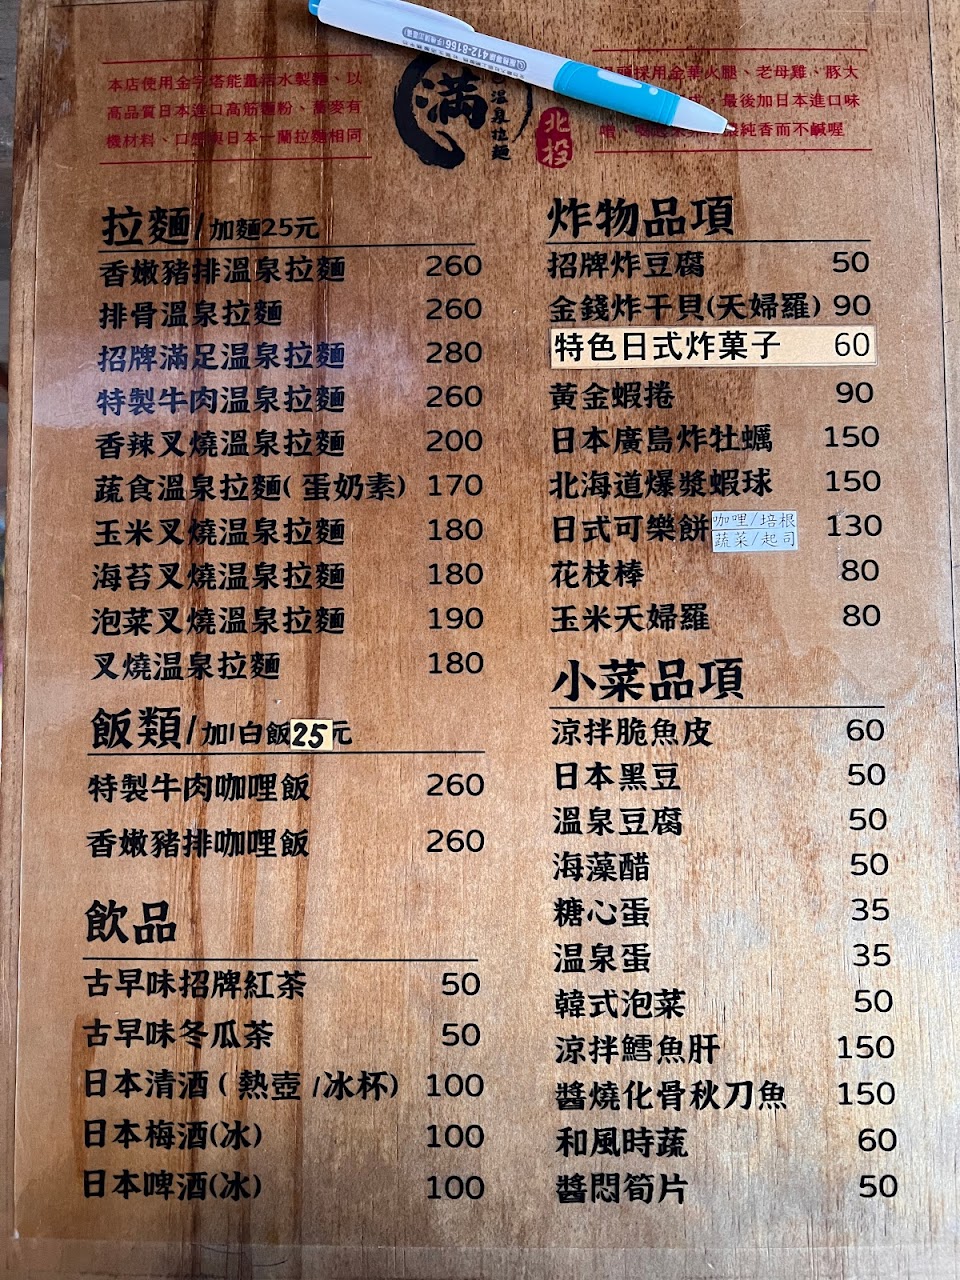 本店使用金字塔能量活水製麵、以
高品質日本進口高筋麵粉、蕎麥有
機材料、口感與日本一蘭拉麵相同
滿
溫泉拉麵
北投
412-8166
採用金華火腿、老母雞、豚大
最後加日本進口味
純香而不鹹喔
拉麵/加麵25元
香嫩豬排溫泉拉麵 260
排骨溫泉拉麵 260
招牌滿足溫泉拉麵 280
特製牛肉溫泉拉麵 260
香辣叉燒溫泉拉麵 200
蔬食溫泉拉麵(蛋奶素) 170
玉米叉燒溫泉拉麵 180
海苔叉燒溫泉拉麵 180
泡菜叉燒溫泉拉麵 190
叉燒溫泉拉麵 180
飯類/加白飯25元
特製牛肉咖哩飯 260
香嫩豬排咖哩飯 260
飲品
古早味招牌紅茶 50
古早味冬瓜茶 50
日本清酒(熱壺/冰杯) 100
日本梅酒(冰) 100
日本啤酒(冰) 100
炸物品項
招牌炸豆腐 50
金錢炸干貝(天婦羅) 90
特色日式炸菓子 60
黃金蝦捲 90
日本廣島炸牡蠣 150
北海道爆漿蝦球 150
日式可樂餅 咖哩/培根 130
蔬菜/起司
花枝棒 80
玉米天婦羅 80
小菜品項
涼拌脆魚皮 60
日本黑豆 50
溫泉豆腐 50
海藻醋 50
糖心蛋 35
溫泉蛋 35
韓式泡菜 50
涼拌鱈魚肝 150
醬燒化骨秋刀魚 150
和風時蔬 60
醬悶筍片 50